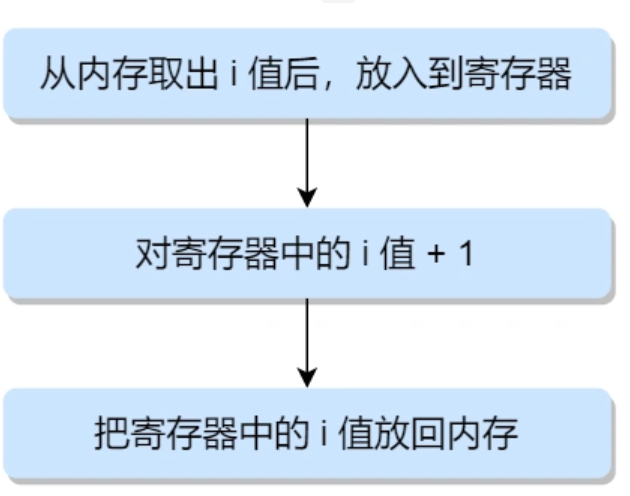 从内存取出 i 值后，放入到寄存器
对寄存器中的 i 值 + 1
把寄存器中的 i 值放回内存